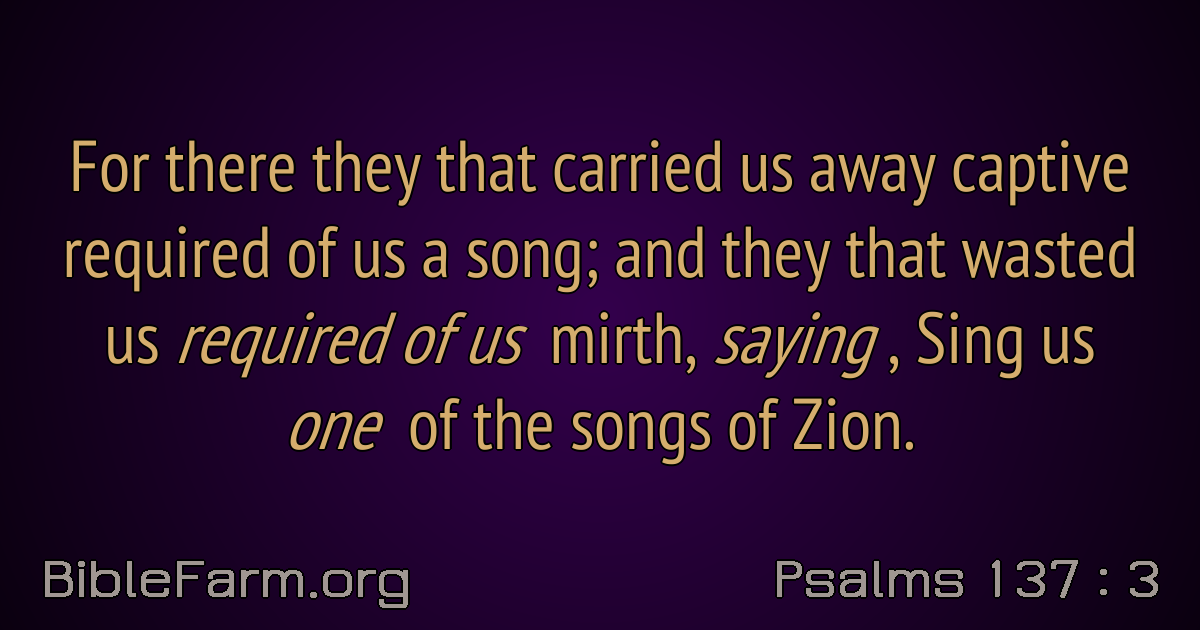 For there they that carried us away captive
required of us a song; and they that wasted
us required of us mirth, saying , Sing us
one of the songs of Zion.
BibleFarm.org
Psalms 137 : 3